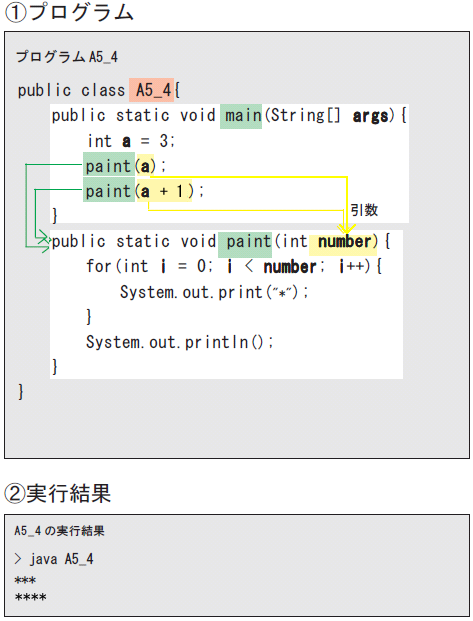 ①プログラム
プログラム A5_4
public class A5_4{
public static void main(String[] args){
int a = 3;
paint(a);
paint(a + 1);
}
引数
public static void paint(int number){
for(int i = 0; i < number; i++){
System.out.print("*");
}
System.out.println();
}
}
②実行結果
A5_4 の実行結果
> java A5_4
***
****